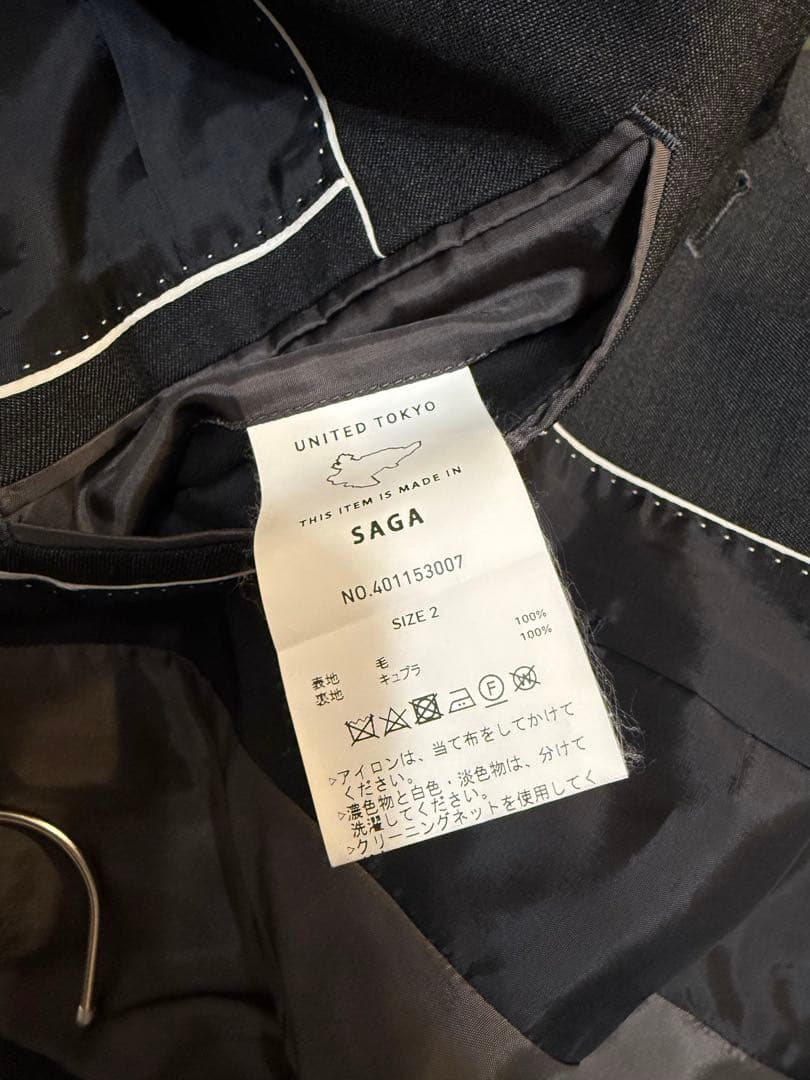 UNITED TOKYO
THIS ITEM IS MADE IN
SAGA
NO.401153007
SIZE 2
表地 毛 100%
裏地 キュプラ 100%
F W
▷アイロンは、当て布をしてかけて
ください。
▷濃色物と白色・淡色物は、分けて
洗濯してください。
▷クリーニングネットを使用してく